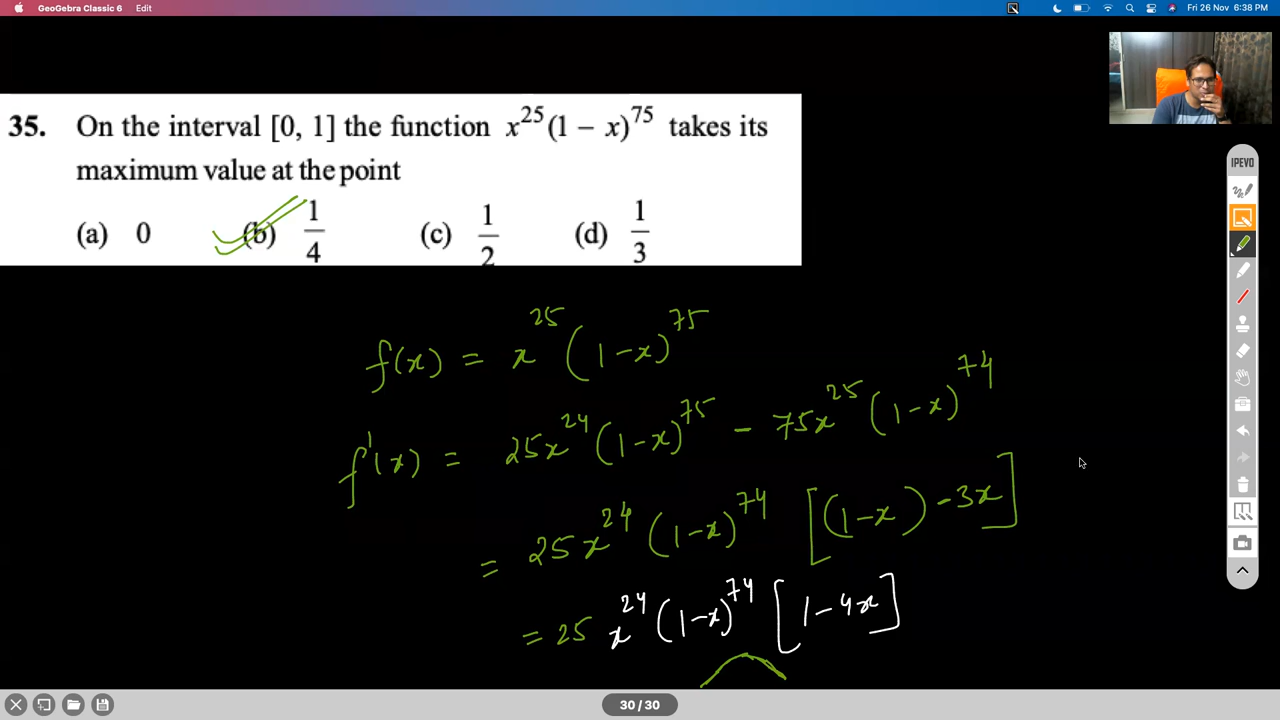 GeoGebra Classic 6 Edit Fri 26 Nov 6:38 PM
35. On the interval [0, 1] the function x^25(1 − x)^75 takes its
maximum value at the point
(a) 0 (b) 1/4 (c) 1/2 (d) 1/3
IPEVO
f(x) = x^25 (1-x)^75
f'(x) = 25x^24 (1-x)^75 - 75x^25 (1-x)^74
= 25x^24 (1-x)^74 [(1-x) - 3x]
= 25 x^24 (1-x)^74 [1-4x]
30 / 30